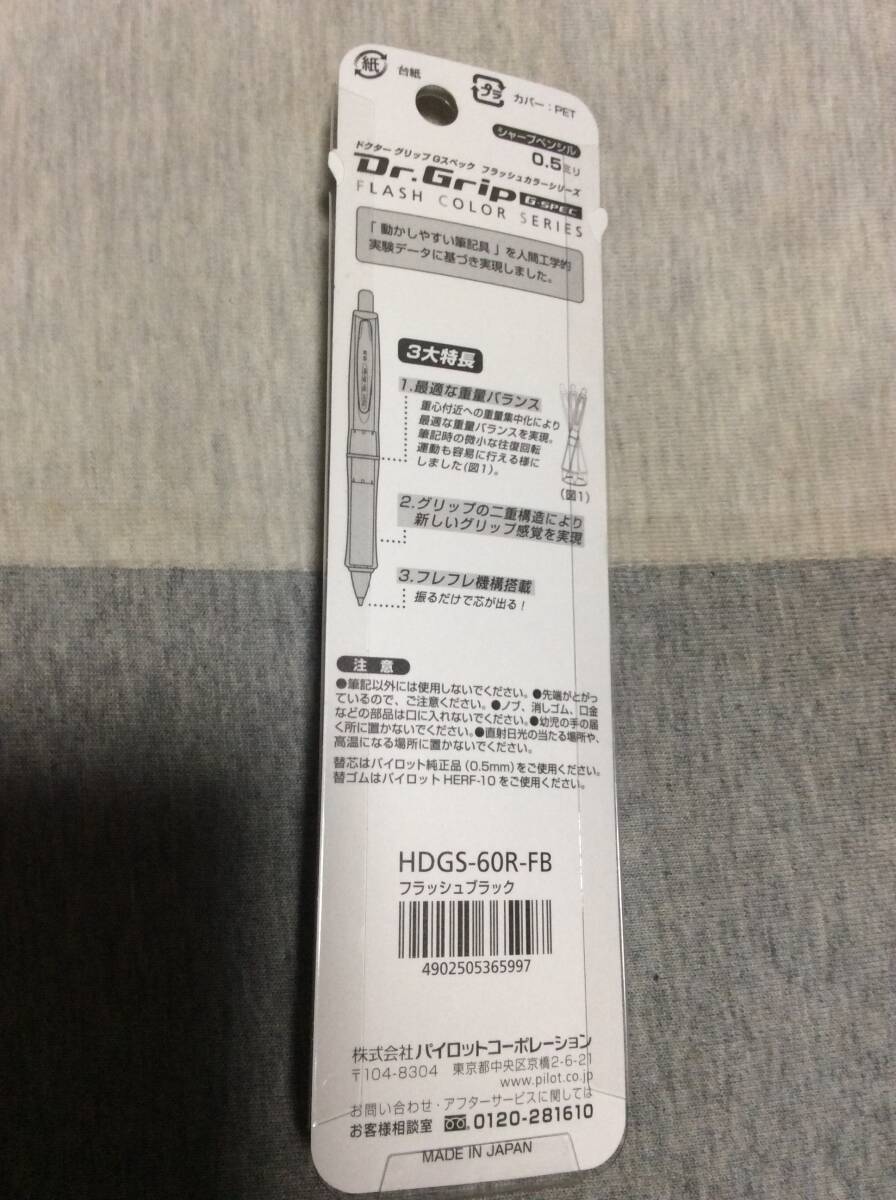 紙
台紙
プラ
カバー：PET
シャープペンシル
0.5ミリ
ドクター グリップ Gスペック フラッシュカラーシリーズ
Dr.Grip G-SPEC
FLASH COLOR SERIES
「動かしやすい筆記具」を人間工学的
実験データに基づき実現しました。
3大特長
1.最適な重量バランス
重心付近への重量集中化により
最適な重量バランスを実現。
筆記時の微小な往復回転
運動も容易に行える様に
しました(図1)。
(図1)
2.グリップの二重構造により
新しいグリップ感覚を実現
3.フレフレ機構搭載
振るだけで芯が出る！
注意
●筆記以外には使用しないでください。●先端がとがっ
ているので、ご注意ください。●ノブ、消しゴム、口金
などの部品は口に入れないでください。●幼児の手の届
く所に置かないでください。●直射日光の当たる場所や、
高温になる場所に置かないでください。
替芯はパイロット純正品（0.5mm）をご使用ください。
替ゴムはパイロット HERF-10 をご使用ください。
HDGS-60R-FB
フラッシュブラック
4902505365997
株式会社 パイロットコーポレーション
〒104-8304 東京都中央区京橋2-6-21
www.pilot.co.jp
お問い合わせ・アフターサービスに関しては
お客様相談室 0120-281610
MADE IN JAPAN